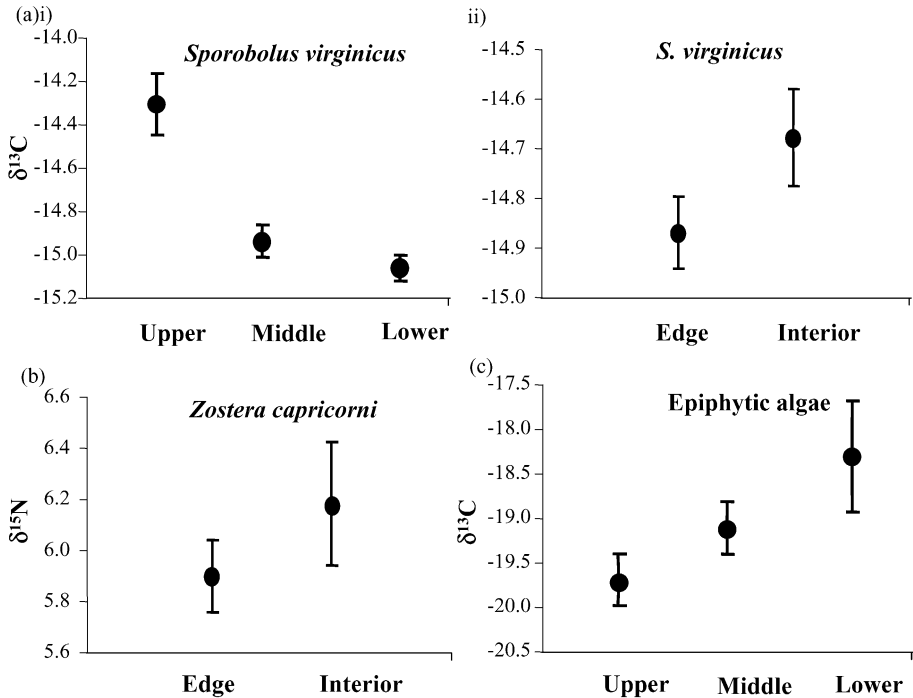 (a)i)
Sporobolus virginicus
δ¹³C
-14.0
-14.2
-14.4
-14.6
-14.8
-15.0
-15.2
Upper Middle Lower
ii)
S. virginicus
-14.5
-14.6
-14.7
-14.8
-14.9
-15.0
Edge Interior
(b)
Zostera capricorni
δ¹⁵N
6.6
6.4
6.2
6.0
5.8
5.6
Edge Interior
(c)
Epiphytic algae
δ¹³C
-17.5
-18.0
-18.5
-19.0
-19.5
-20.0
-20.5
Upper Middle Lower